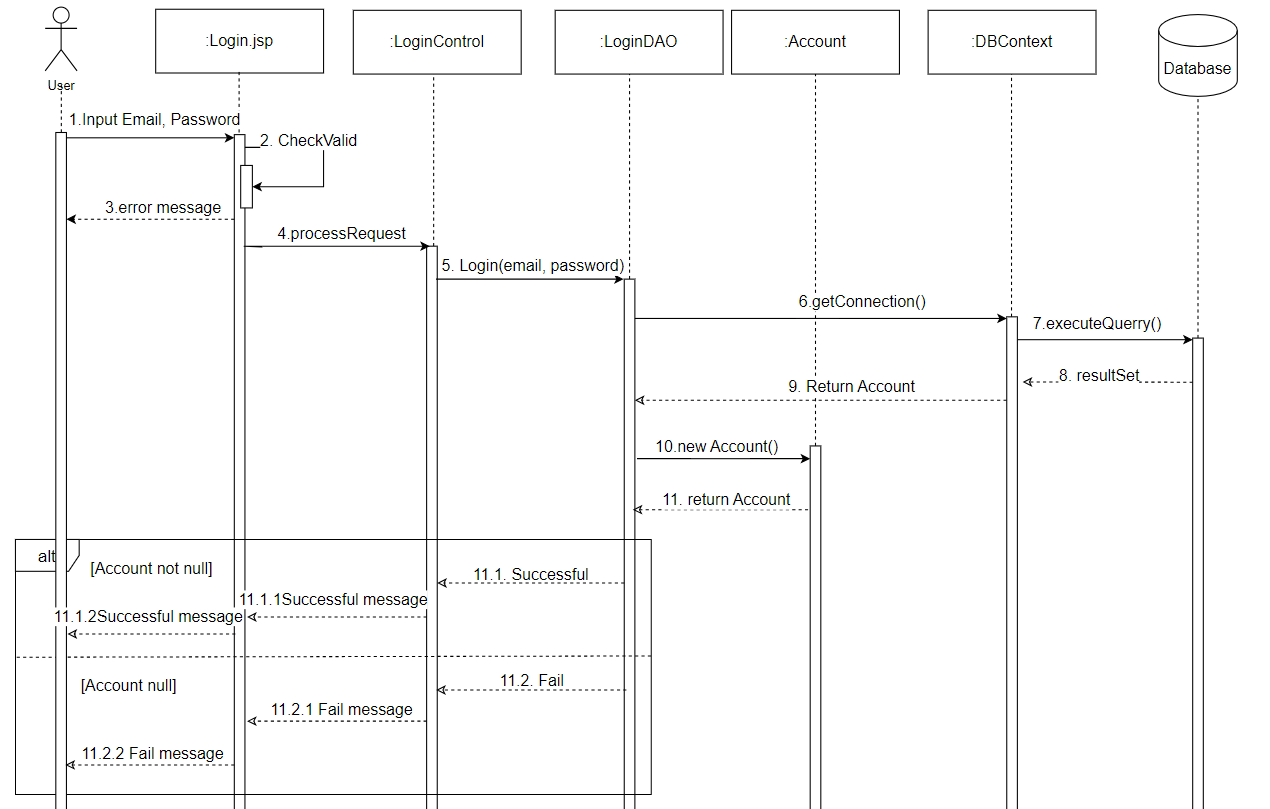 :Login.jsp
:LoginControl
:LoginDAO
:Account
:DBContext
Database
User
1.Input Email, Password
2. CheckValid
3.error message
4.processRequest
5. Login(email, password)
6.getConnection()
7.executeQuerry()
8. resultSet
9. Return Account
10.new Account()
11. return Account
alt
[Account not null]
11.1. Successful
11.1.1Successful message
11.1.2Successful message
[Account null]
11.2. Fail
11.2.1 Fail message
11.2.2 Fail message